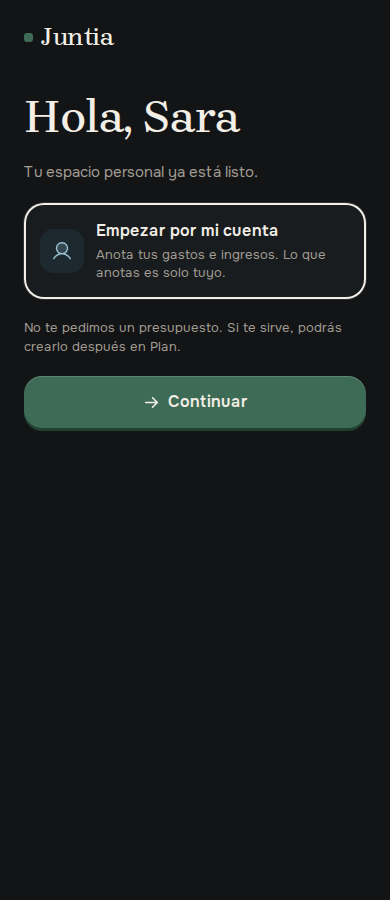 Juntia
Hola, Sara
Tu espacio personal ya está listo.
Empezar por mi cuenta
Anota tus gastos e ingresos. Lo que
anotas es solo tuyo.
No te pedimos un presupuesto. Si te sirve, podrás
crearlo después en Plan.
→ Continuar